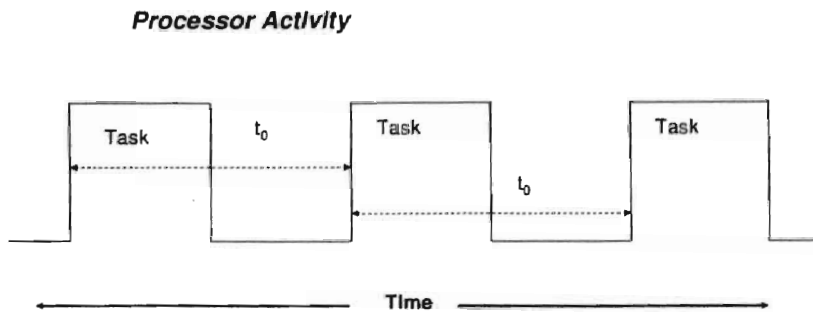 Processor Activity
Task
t₀
Task
Task
t₀
Time